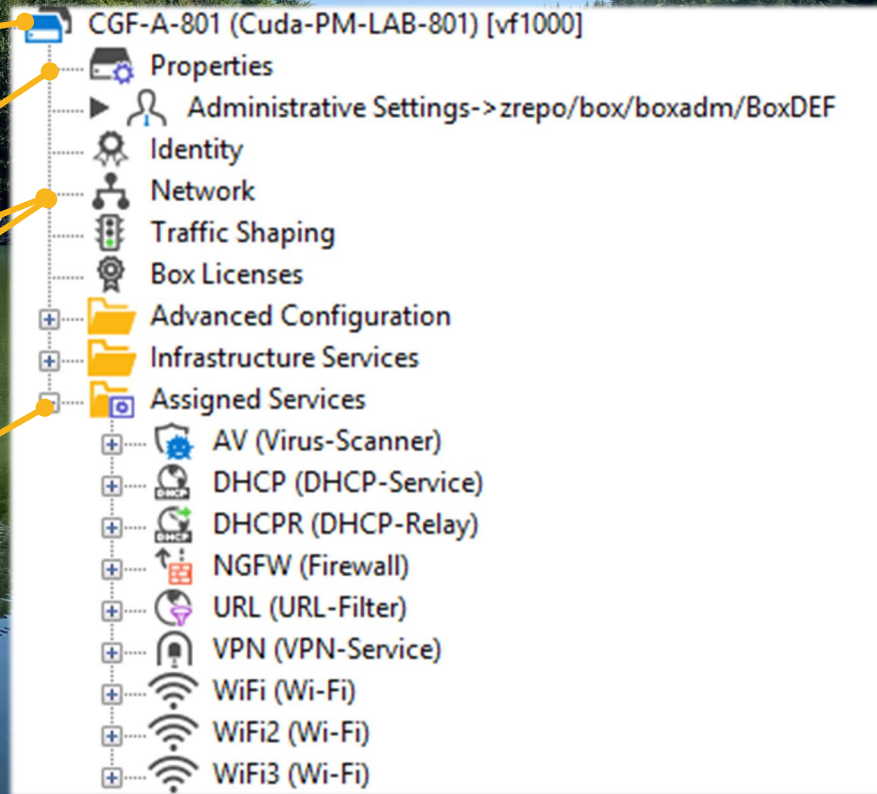 CGF-A-801 (Cuda-PM-LAB-801) [vf1000]
Properties
Administrative Settings->zrepo/box/boxadm/BoxDEF
Identity
Network
Traffic Shaping
Box Licenses
Advanced Configuration
Infrastructure Services
Assigned Services
AV (Virus-Scanner)
DHCP DHCP (DHCP-Service)
DHCP DHCPR (DHCP-Relay)
NGFW (Firewall)
URL (URL-Filter)
VPN (VPN-Service)
WiFi (Wi-Fi)
WiFi2 (Wi-Fi)
WiFi3 (Wi-Fi)